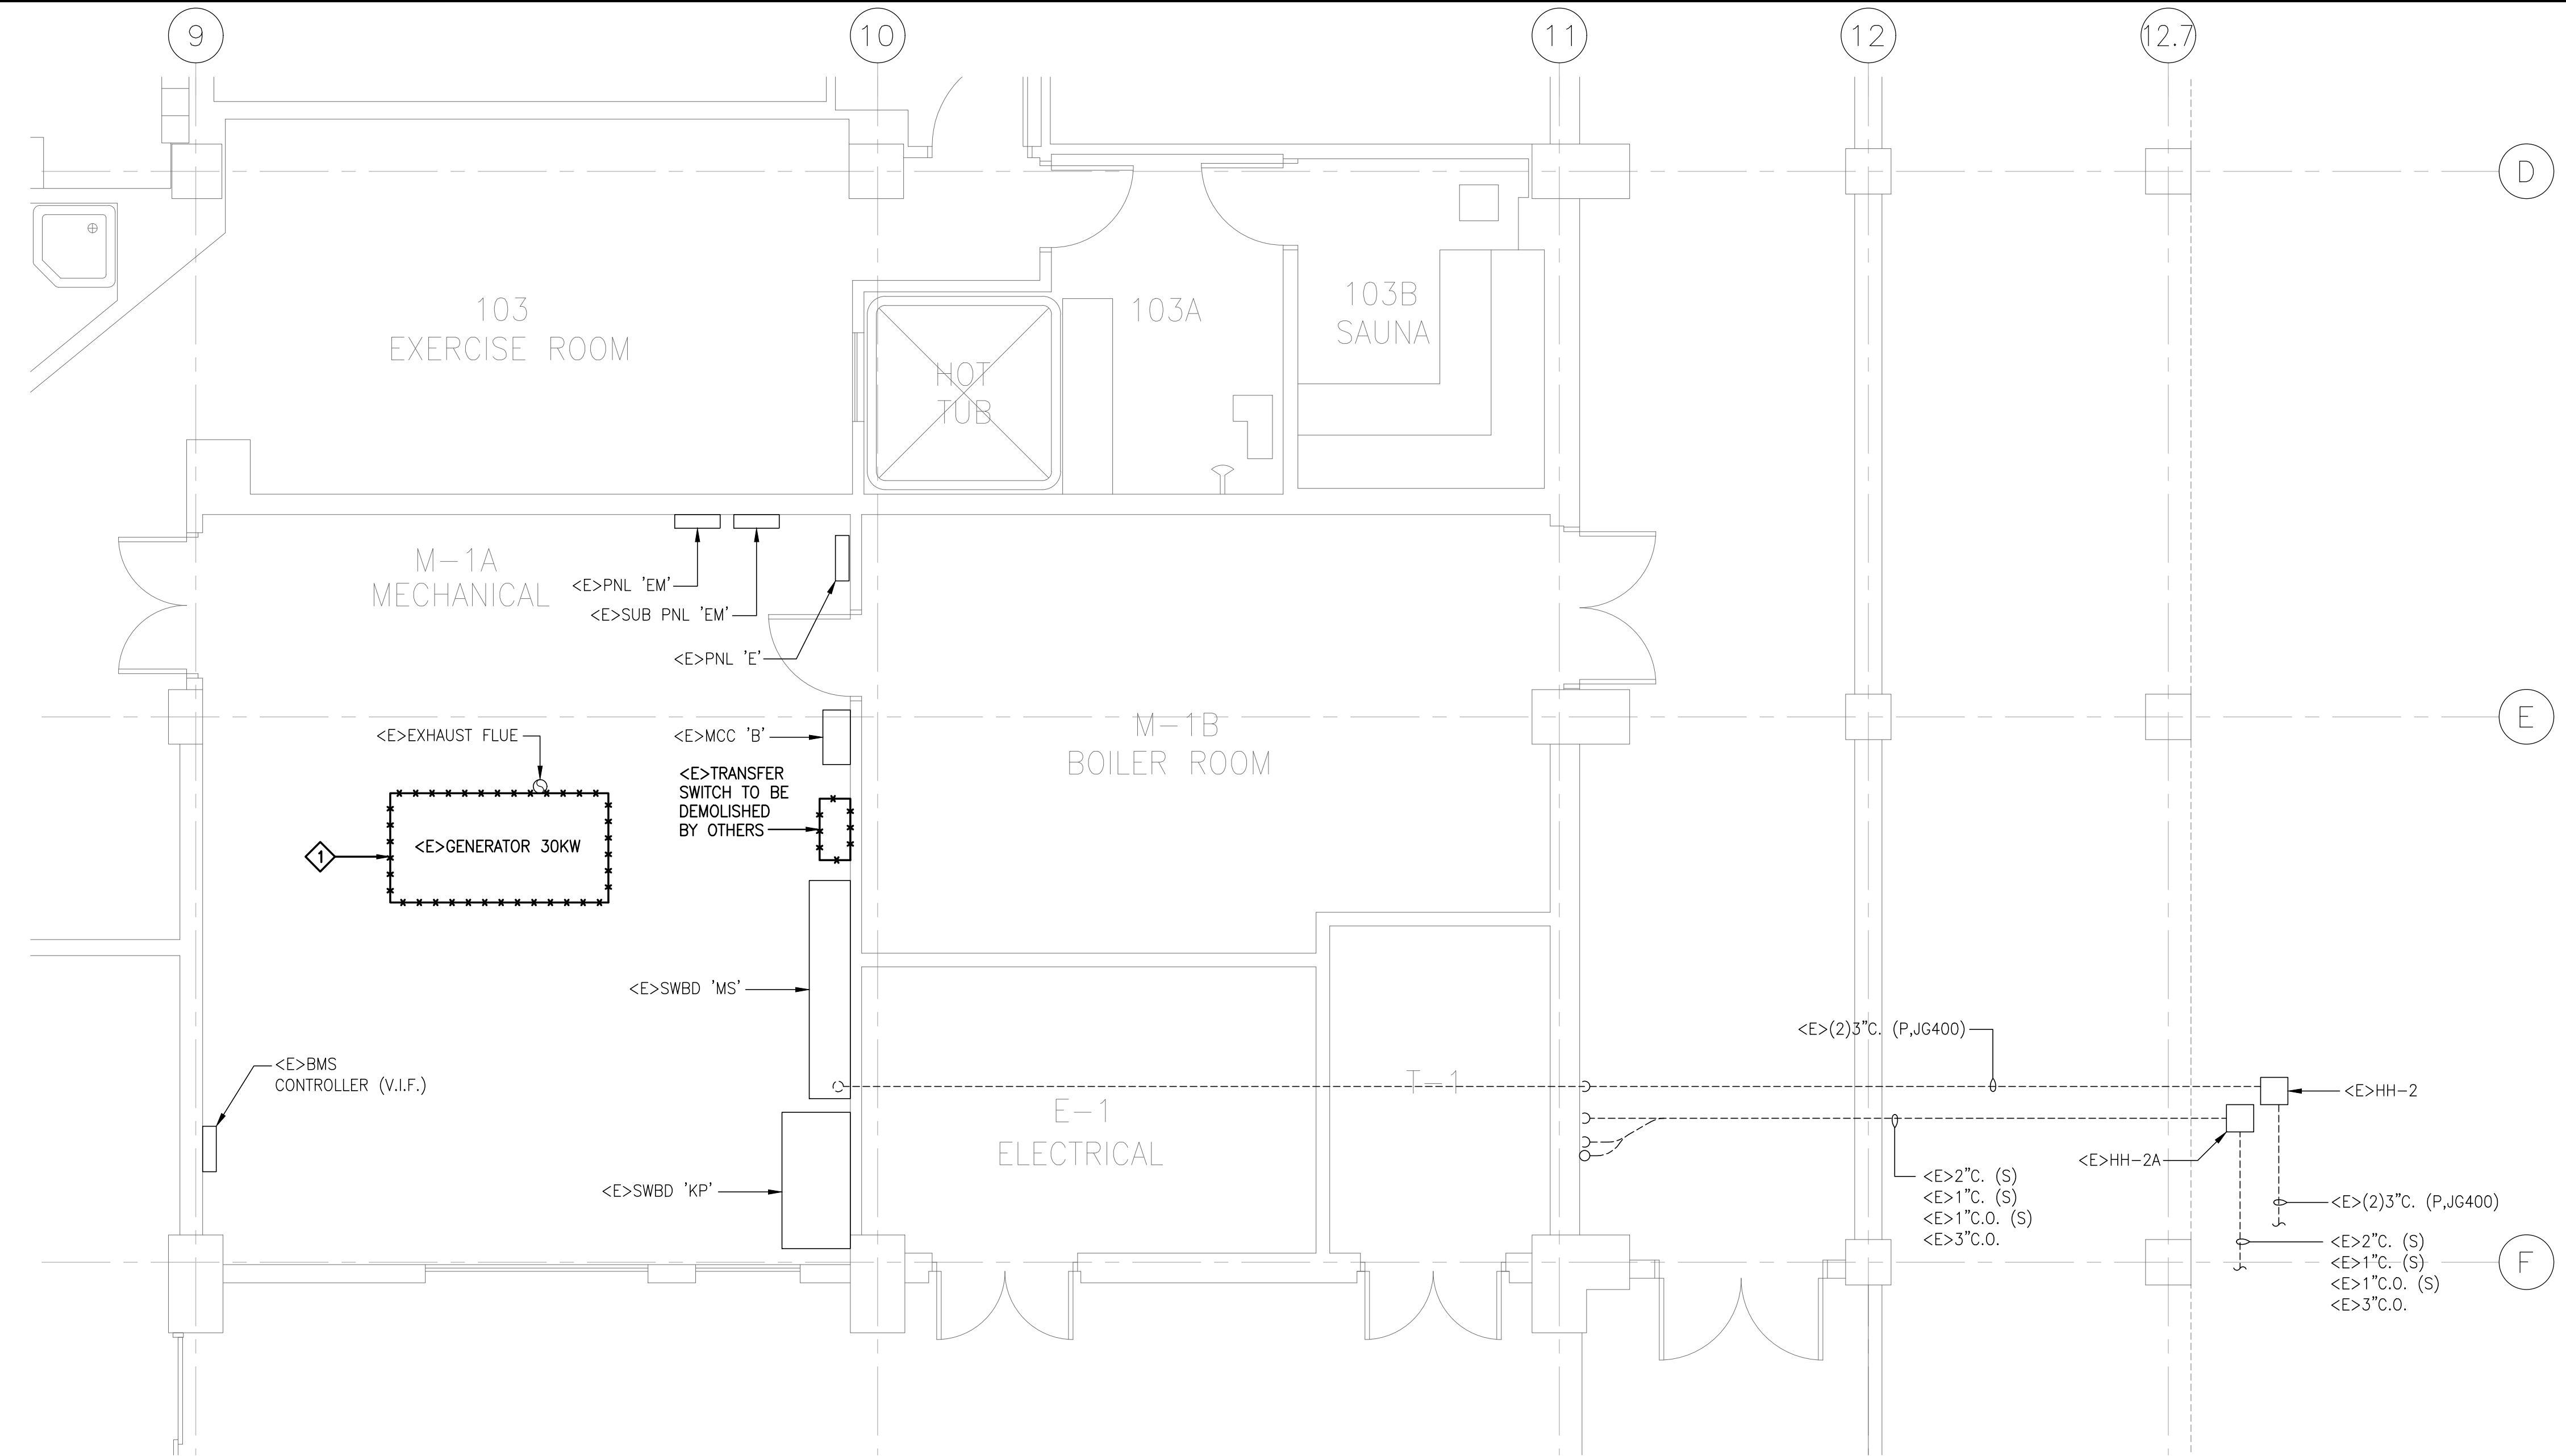 9
10
11
12
12.7
D
103
EXERCISE ROOM
HOT
TUB
103A
103B
SAUNA
M-1A
MECHANICAL
<E>PNL 'EM'
<E>SUB PNL 'EM'
<E>PNL 'E'
E
<E>EXHAUST FLUE
<E>MCC 'B'
M-1B
BOILER ROOM
<E>TRANSFER
SWITCH TO BE
DEMOLISHED
BY OTHERS
1
<E>GENERATOR 30KW
<E>SWBD 'MS'
<E>BMS
CONTROLLER (V.I.F.)
<E>SWBD 'KP'
E-1
ELECTRICAL
T-1
<E>(2)3"C. (P,JG400)
<E>HH-2
<E>HH-2A
<E>2"C. (S)
<E>1"C. (S)
<E>1"C.O. (S)
<E>3"C.O.
<E>(2)3"C. (P,JG400)
<E>2"C. (S)
<E>1"C. (S)
<E>1"C.O. (S)
<E>3"C.O.
F